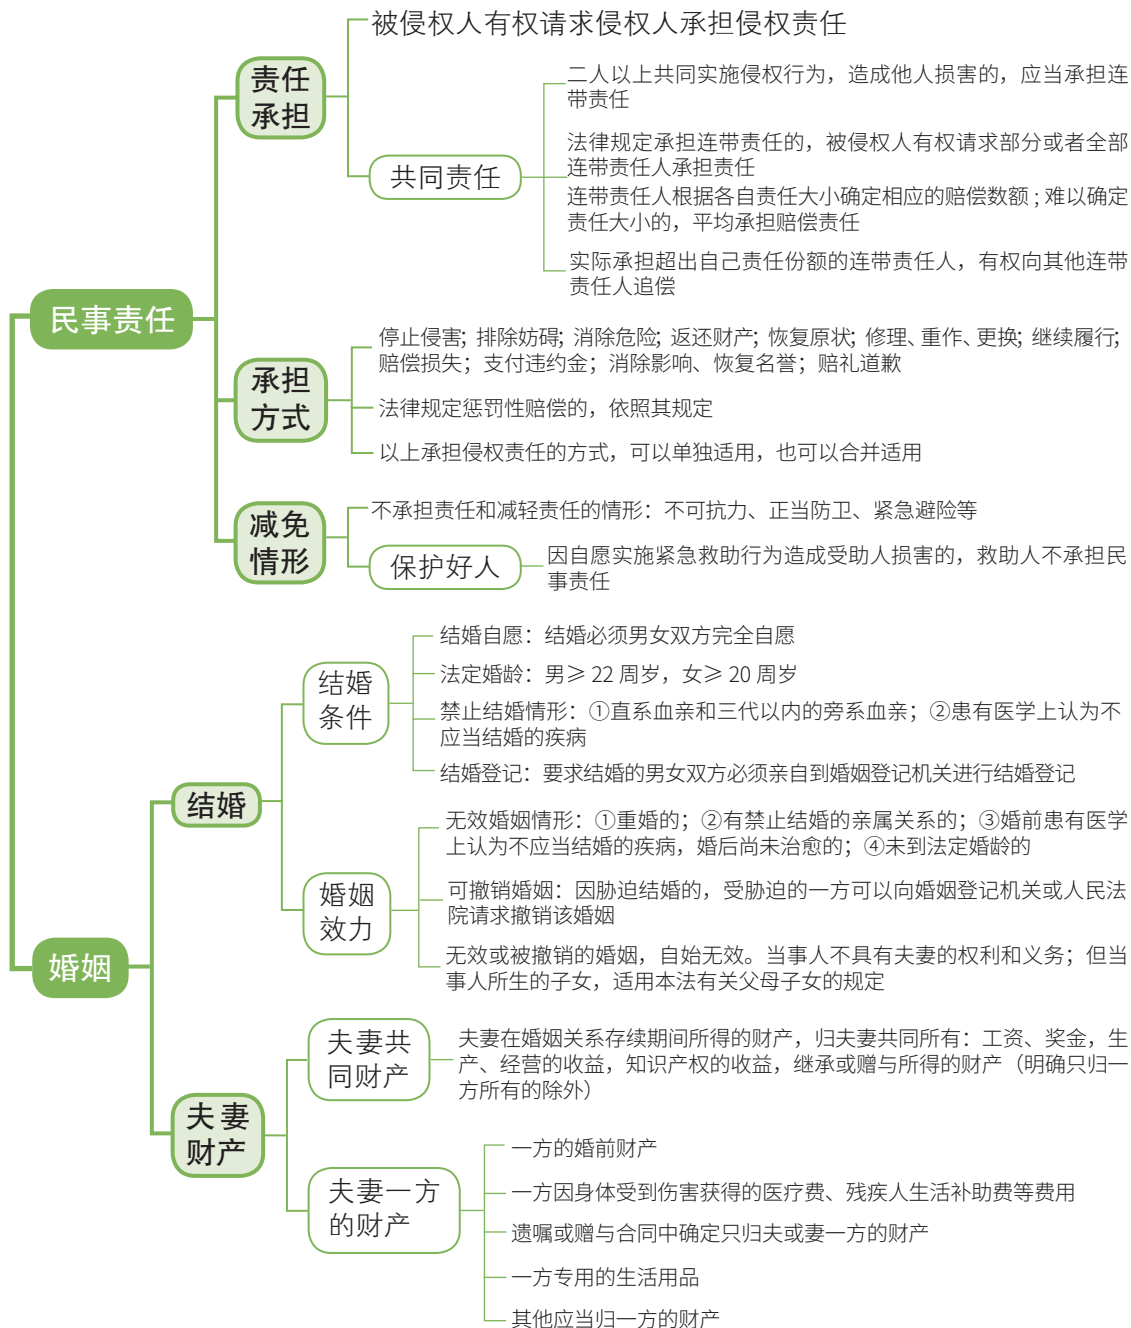 被侵权人有权请求侵权人承担侵权责任
责任
承担
二人以上共同实施侵权行为，造成他人损害的，应当承担连
带责任
法律规定承担连带责任的，被侵权人有权请求部分或者全部
连带责任人承担责任
共同责任
连带责任人根据各自责任大小确定相应的赔偿数额；难以确定
责任大小的，平均承担赔偿责任
实际承担超出自己责任份额的连带责任人，有权向其他连带
责任人追偿
民事责任
停止侵害；排除妨碍；消除危险；返还财产；恢复原状；修理、重作、更换；继续履行；
赔偿损失；支付违约金；消除影响、恢复名誉；赔礼道歉
承担
方式
法律规定惩罚性赔偿的，依照其规定
以上承担侵权责任的方式，可以单独适用，也可以合并适用
减免
情形
不承担责任和减轻责任的情形：不可抗力、正当防卫、紧急避险等
保护好人
因自愿实施紧急救助行为造成受助人损害的，救助人不承担民
事责任
结婚自愿：结婚必须男女双方完全自愿
结婚
条件
法定婚龄：男≥ 22 周岁，女≥ 20 周岁
禁止结婚情形：①直系血亲和三代以内的旁系血亲；②患有医学上认为不
应当结婚的疾病
结婚登记：要求结婚的男女双方必须亲自到婚姻登记机关进行结婚登记
结婚
无效婚姻情形：①重婚的；②有禁止结婚的亲属关系的；③婚前患有医学
上认为不应当结婚的疾病，婚后尚未治愈的；④未到法定婚龄的
婚姻
效力
可撤销婚姻：因胁迫结婚的，受胁迫的一方可以向婚姻登记机关或人民法
院请求撤销该婚姻
无效或被撤销的婚姻，自始无效。当事人不具有夫妻的权利和义务；但当
事人所生的子女，适用本法有关父母子女的规定
婚姻
夫妻共
同财产
夫妻在婚姻关系存续期间所得的财产，归夫妻共同所有：工资、奖金，生
产、经营的收益，知识产权的收益，继承或赠与所得的财产（明确只归一
方所有的除外）
夫妻
财产
一方的婚前财产
夫妻一方
的财产
一方因身体受到伤害获得的医疗费、残疾人生活补助费等费用
遗嘱或赠与合同中确定只归夫或妻一方的财产
一方专用的生活用品
其他应当归一方的财产